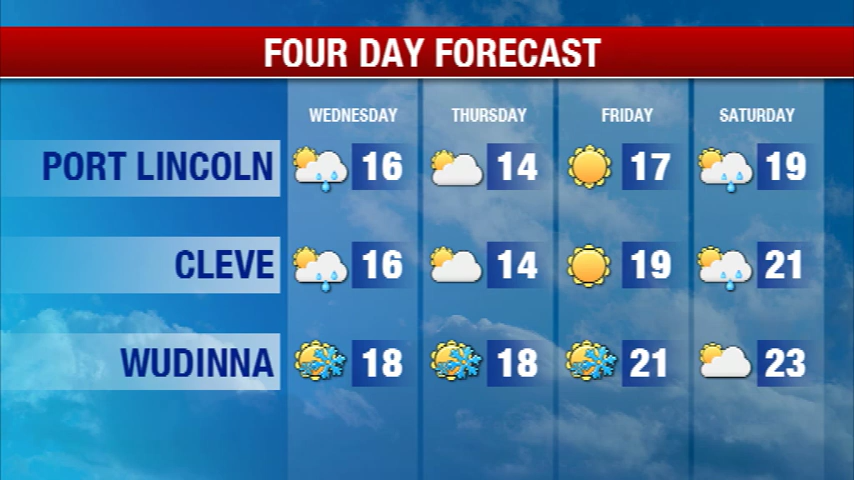 FOUR DAY FORECAST
WEDNESDAY THURSDAY FRIDAY SATURDAY
PORT LINCOLN 16 14 17 19
CLEVE 16 14 19 21
WUDINNA 18 18 21 23